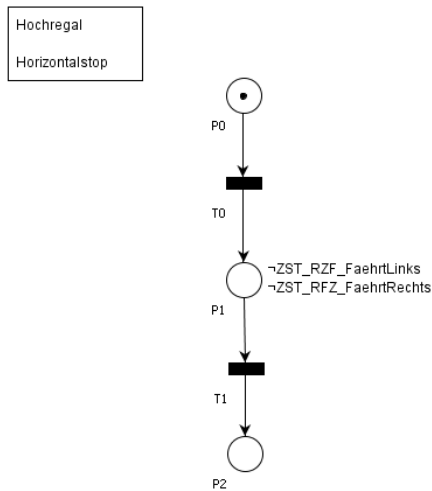 Hochregal
Horizontalstop
P0
T0
¬ZST_RZF_FaehrtLinks
¬ZST_RFZ_FaehrtRechts
P1
T1
P2